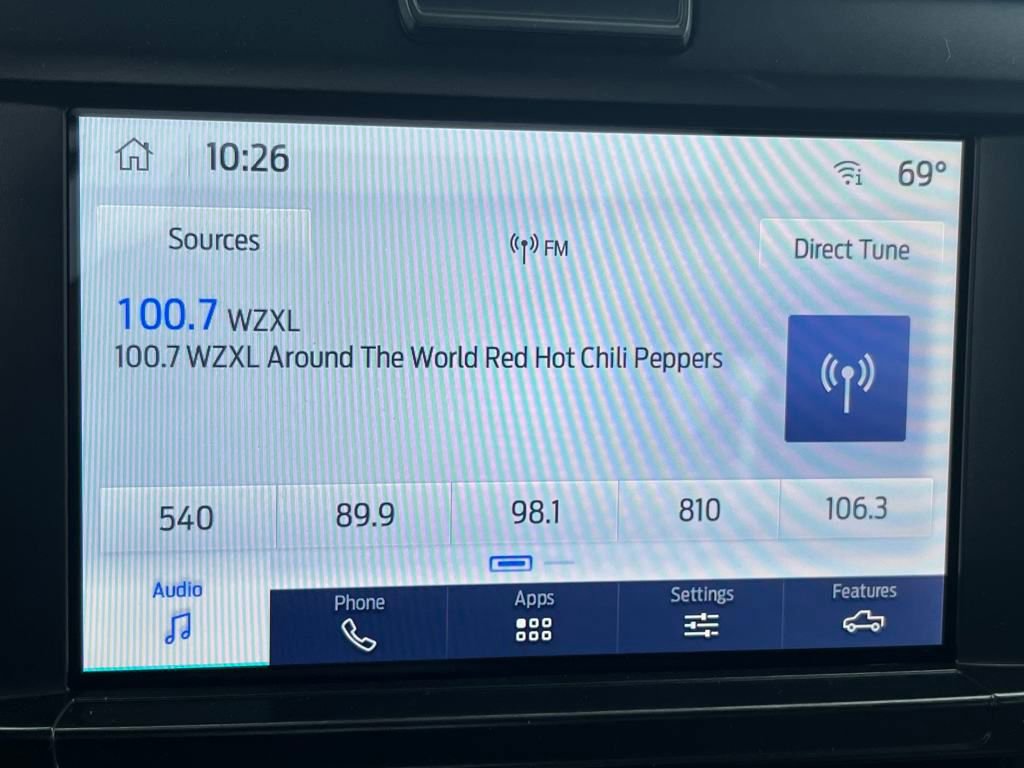 10:26
69°
Sources
FM
Direct Tune
100.7 WZXL
100.7 WZXL Around The World Red Hot Chili Peppers
540 89.9 98.1 810 106.3
Audio Phone Apps Settings Features